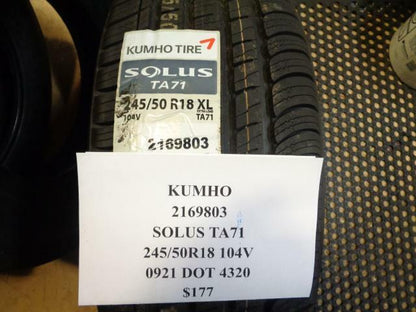 KUMHO TIRE
SOLUS
TA71
245/50 R18 XL
104V TA71
2169803
KUMHO
2169803
SOLUS TA71
245/50R18 104V
0921 DOT 4320
$177